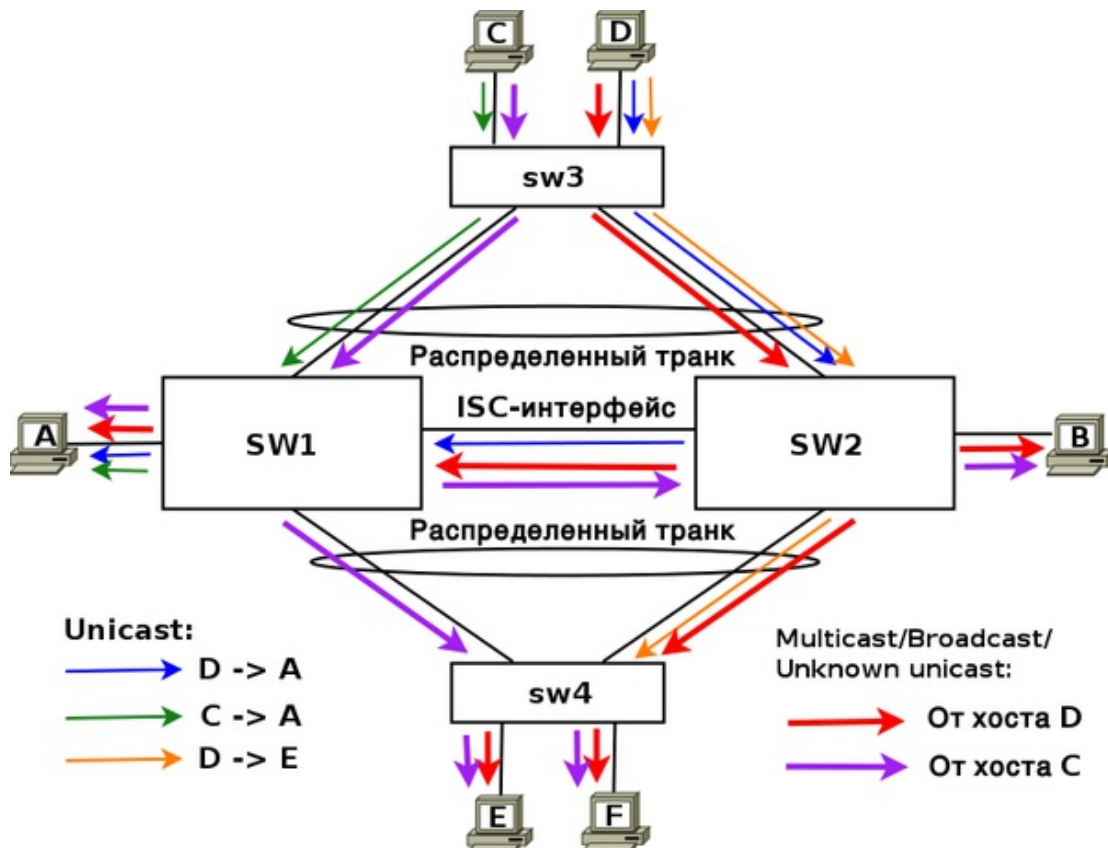 C
D
sw3
Распределенный транк
ISC-интерфейс
A
SW1
SW2
B
Распределенный транк
Unicast:
D -> A
C -> A
D -> E
Multicast/Broadcast/
Unknown unicast:
От хоста D
От хоста C
sw4
E
F